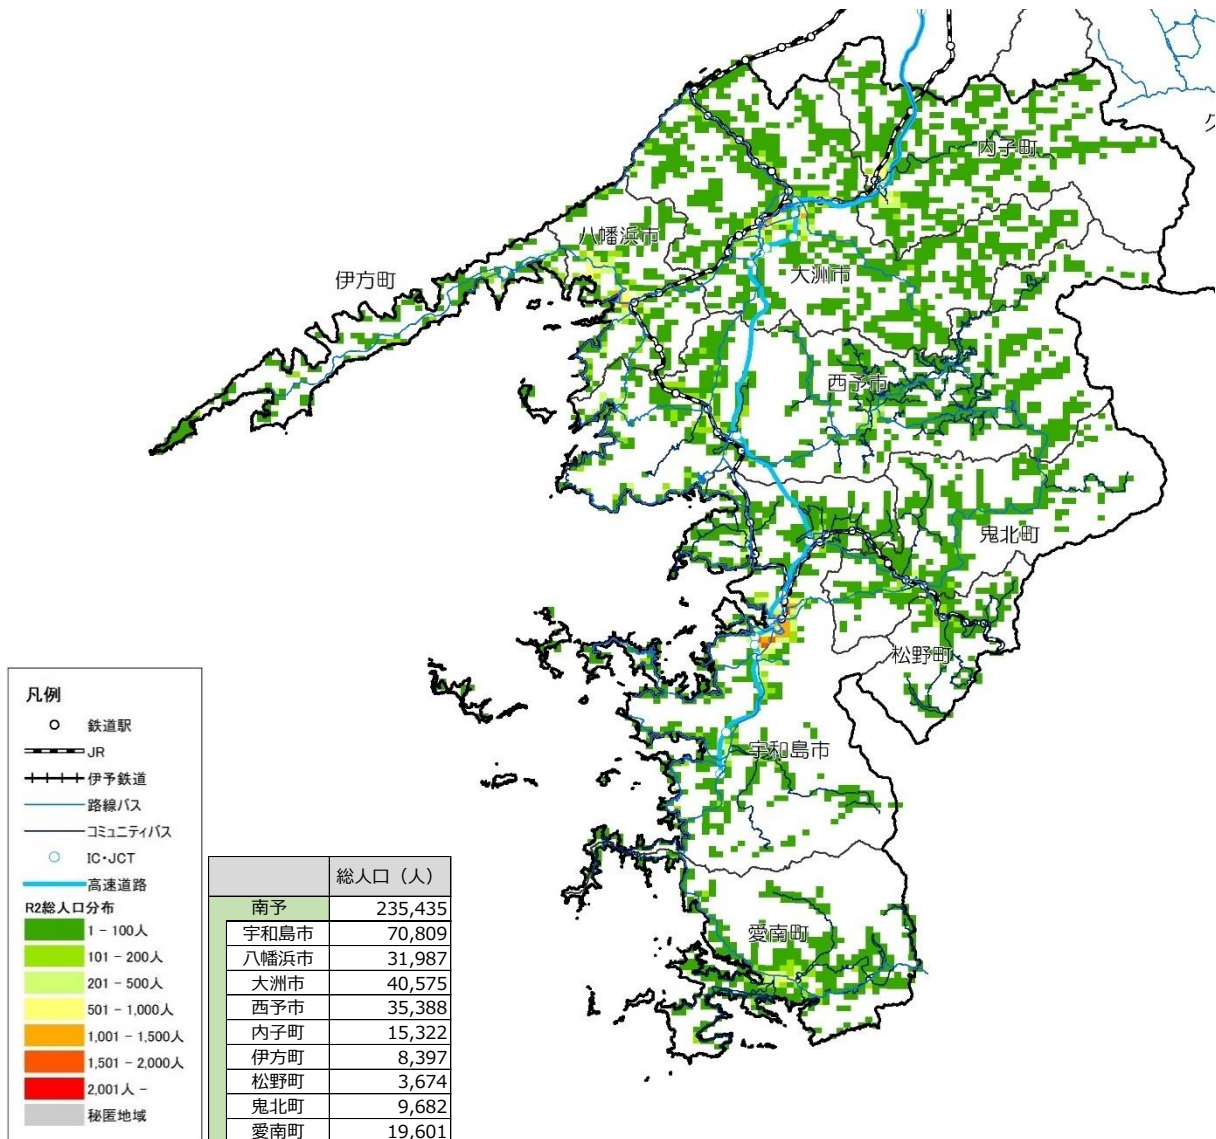 内子町
八幡浜市
伊方町
大洲市
西予市
鬼北町
松野町
宇和島市
愛南町
凡例
鉄道駅
JR
伊予鉄道
路線バス
コミュニティバス
IC・JCT
高速道路
R2総人口分布
1 - 100人
101 - 200人
201 - 500人
501 - 1,000人
1,001 - 1,500人
1,501 - 2,000人
2,001人 -
秘匿地域
総人口（人）
南予 235,435
宇和島市 70,809
八幡浜市 31,987
大洲市 40,575
西予市 35,388
内子町 15,322
伊方町 8,397
松野町 3,674
鬼北町 9,682
愛南町 19,601